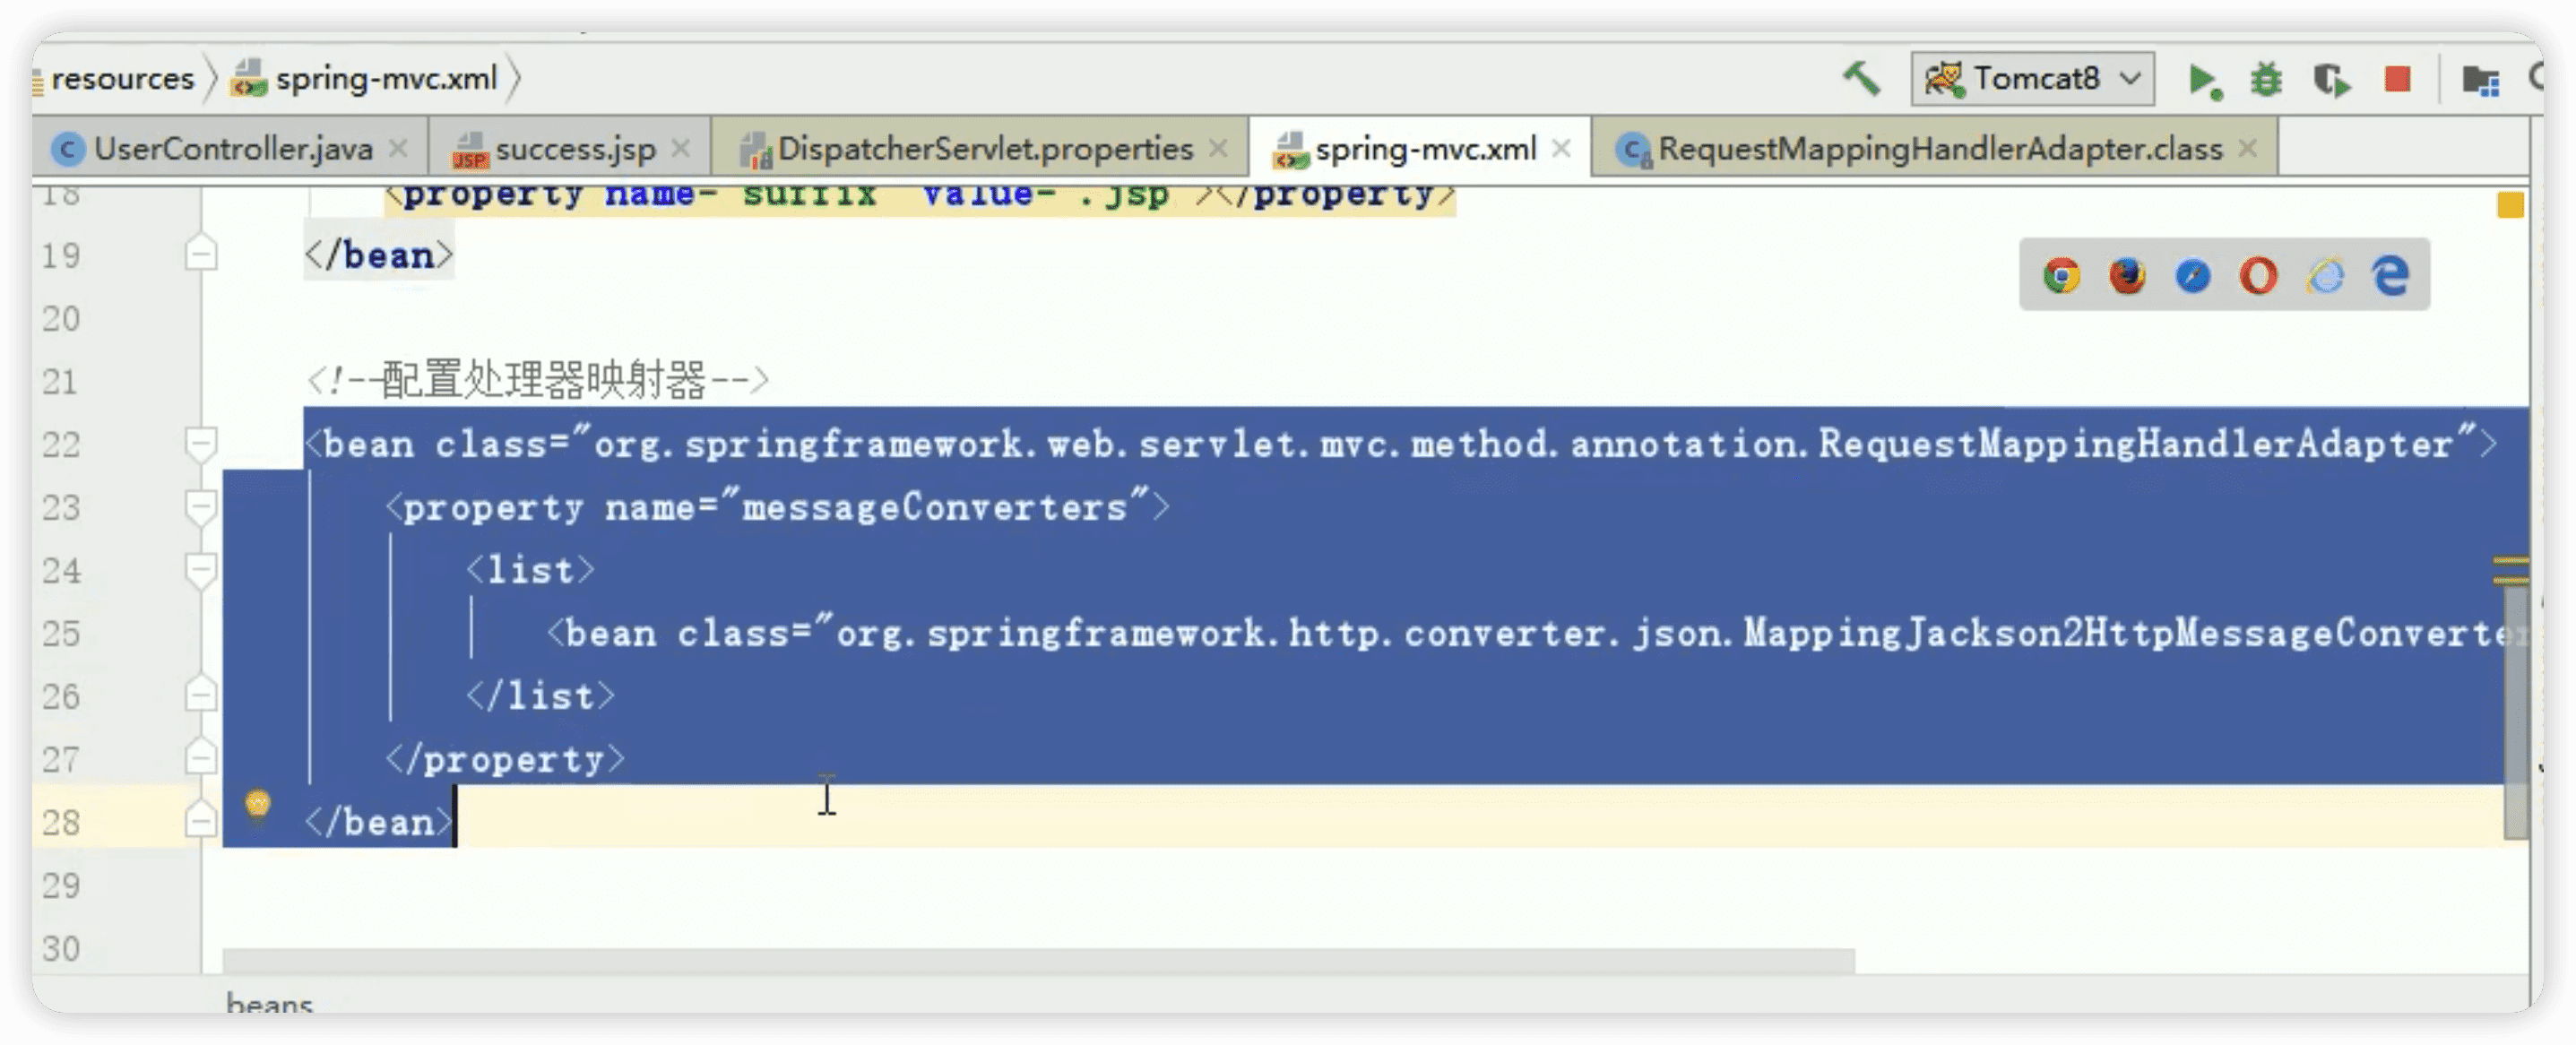 resources spring-mvc.xml Tomcat8
UserController.java success.jsp DispatcherServlet.properties spring-mvc.xml RequestMappingHandlerAdapter.class
18 <property name= suffix value= .jsp ></property>
19 </bean>
20
21 <!--配置处理器映射器-->
22 <bean class="org.springframework.web.servlet.mvc.method.annotation.RequestMappingHandlerAdapter">
23 <property name="messageConverters">
24 <list>
25 <bean class="org.springframework.http.converter.json.MappingJackson2HttpMessageConverter
26 </list>
27 </property>
28 </bean>
29
30
beans